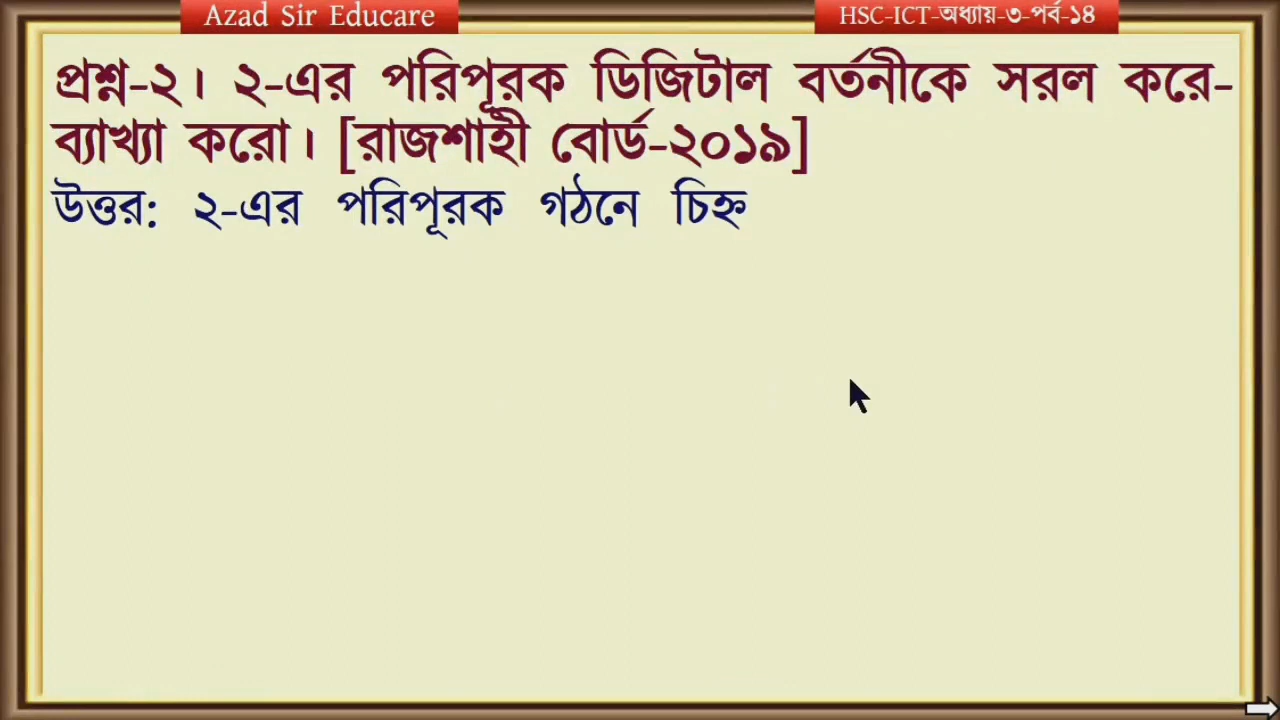 Azad Sir Educare
HSC-ICT-অধ্যায়-৩-পর্ব-১৪
প্রশ্ন-২। ২-এর পরিপূরক ডিজিটাল বর্তনীকে সরল করে-
ব্যাখ্যা করো। [রাজশাহী বোর্ড-২০১৯]
উত্তর: ২-এর পরিপূরক গঠনে চিহ্ন